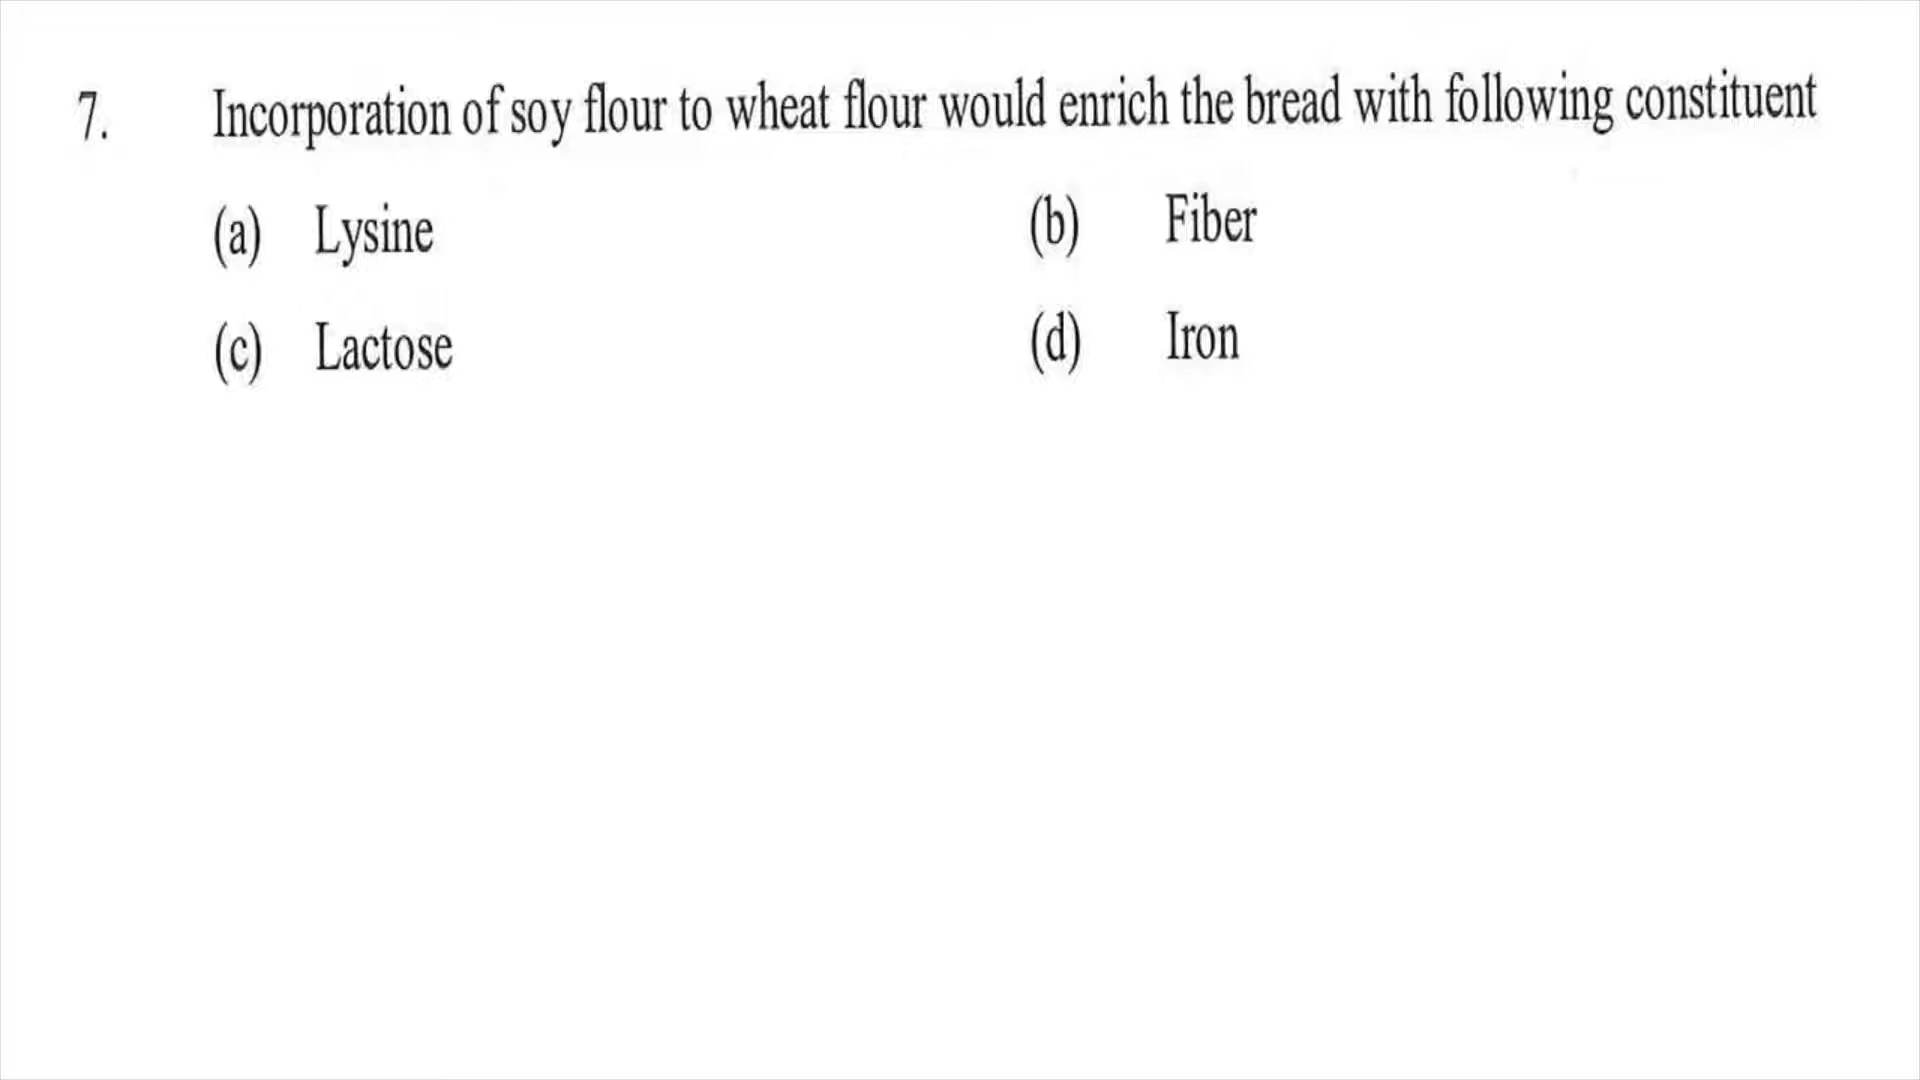 7. Incorporation of soy flour to wheat flour would enrich the bread with following constituent
(a) Lysine (b) Fiber
(c) Lactose (d) Iron